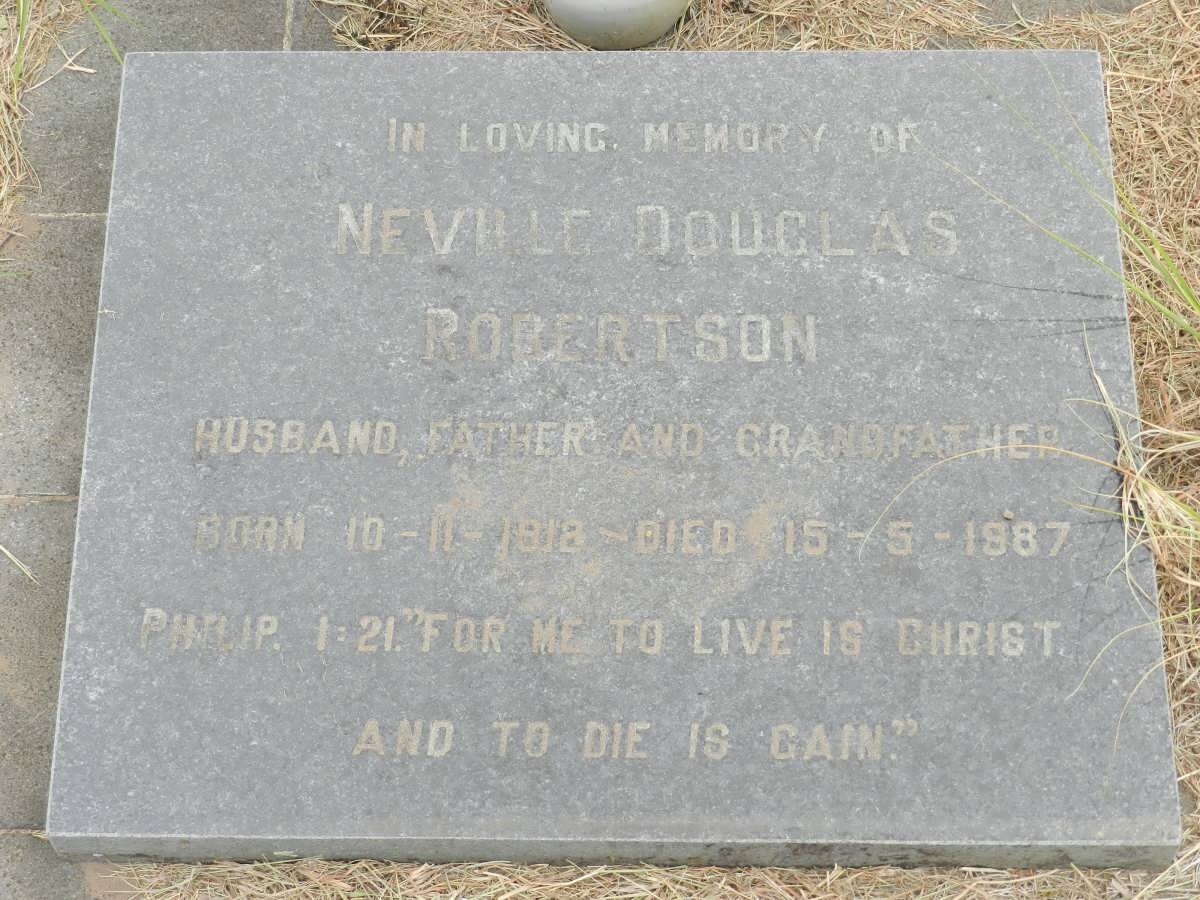 IN LOVING MEMORY OF
NEVILLE DOUGLAS
ROBERTSON
HUSBAND, FATHER AND GRANDFATHER
BORN 10-11-1918 - DIED 15-5-1987
PHILIP. 1:21. "FOR ME TO LIVE IS CHRIST
AND TO DIE IS GAIN."